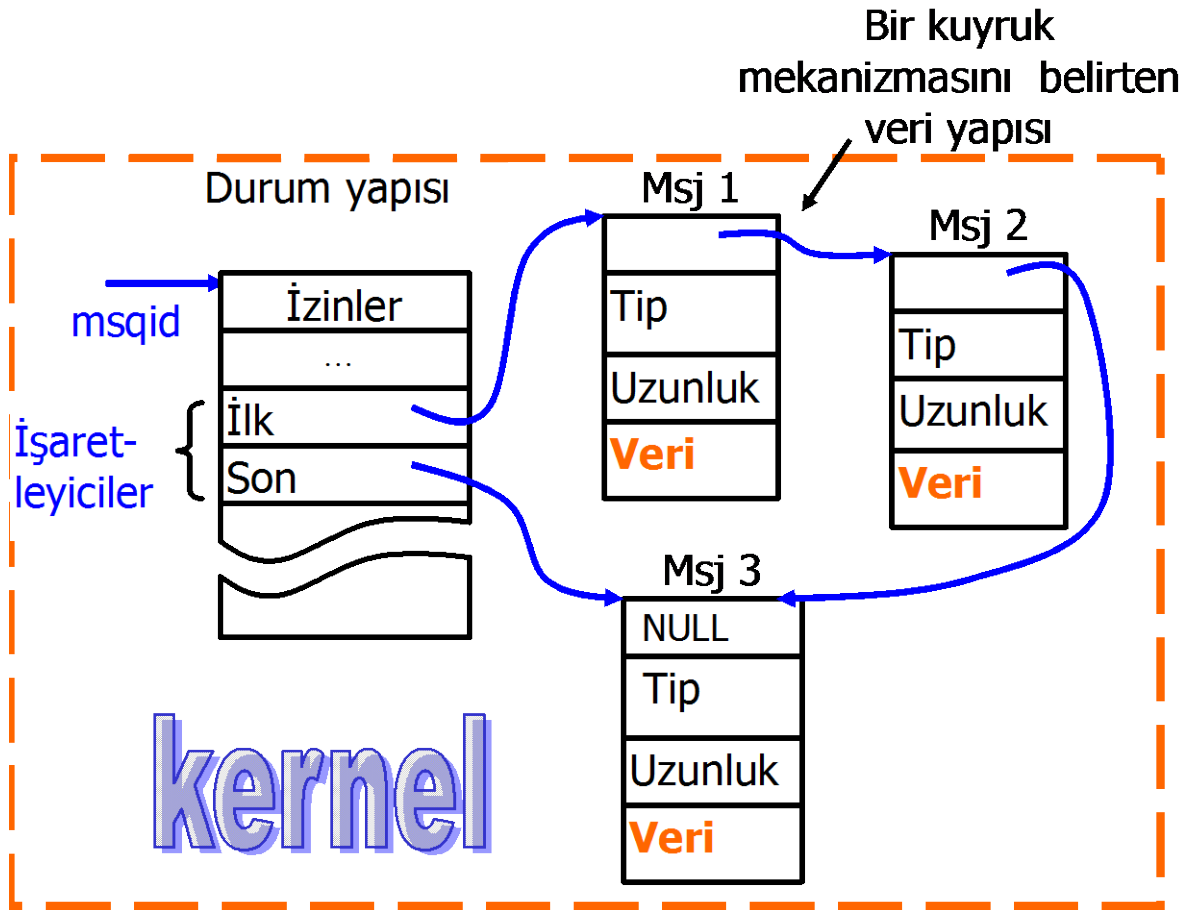 Bir kuyruk
mekanizmasını belirten
veri yapısı
Durum yapısı
msqid
İzinler
...
İlk
Son
İşaret-
leyiciler
Msj 1
Tip
Uzunluk
Veri
Msj 2
Tip
Uzunluk
Veri
Msj 3
NULL
Tip
Uzunluk
Veri
kernel